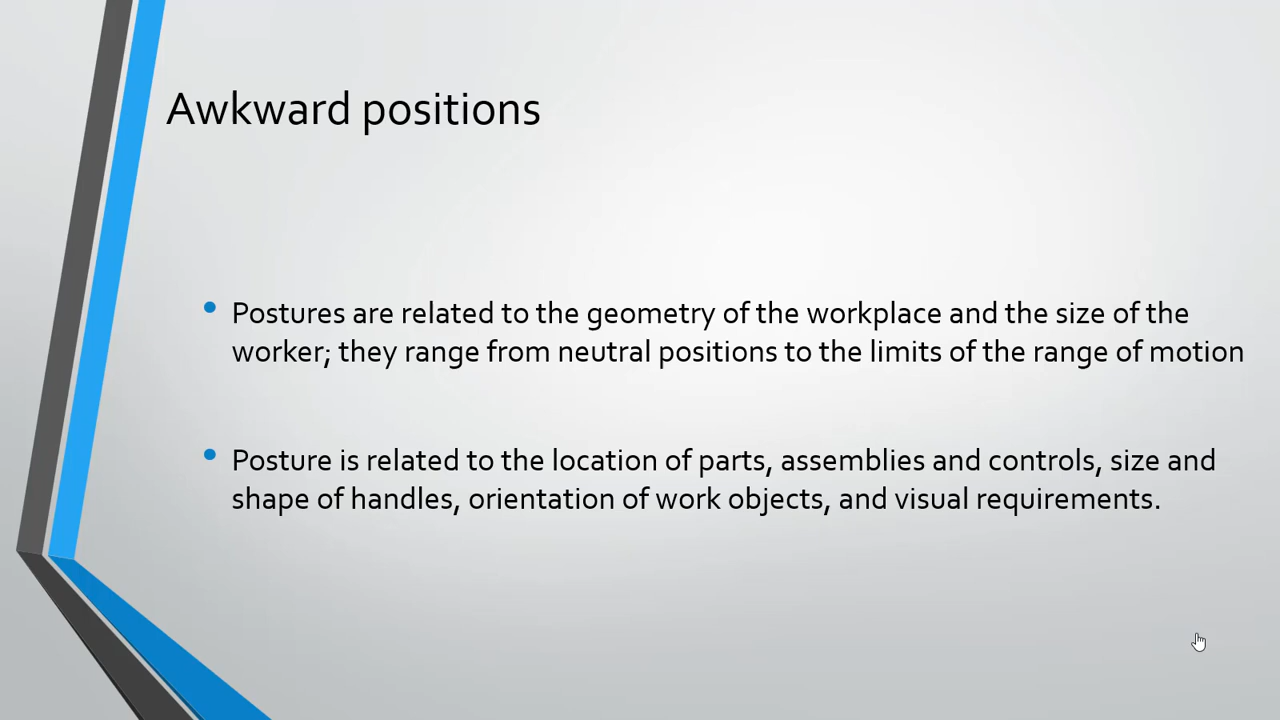 Awkward positions
Postures are related to the geometry of the workplace and the size of the
worker; they range from neutral positions to the limits of the range of motion
Posture is related to the location of parts, assemblies and controls, size and
shape of handles, orientation of work objects, and visual requirements.